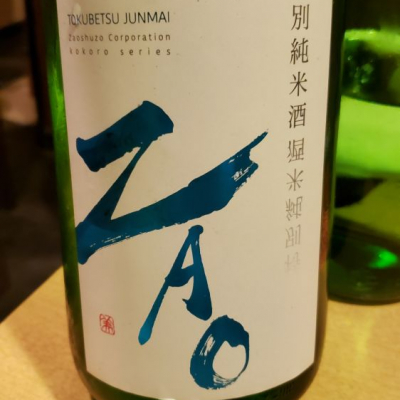 TOKUBETSU JUNMAI
Zaoshuzo Corporation
kokoro series
別純米酒
ZAO